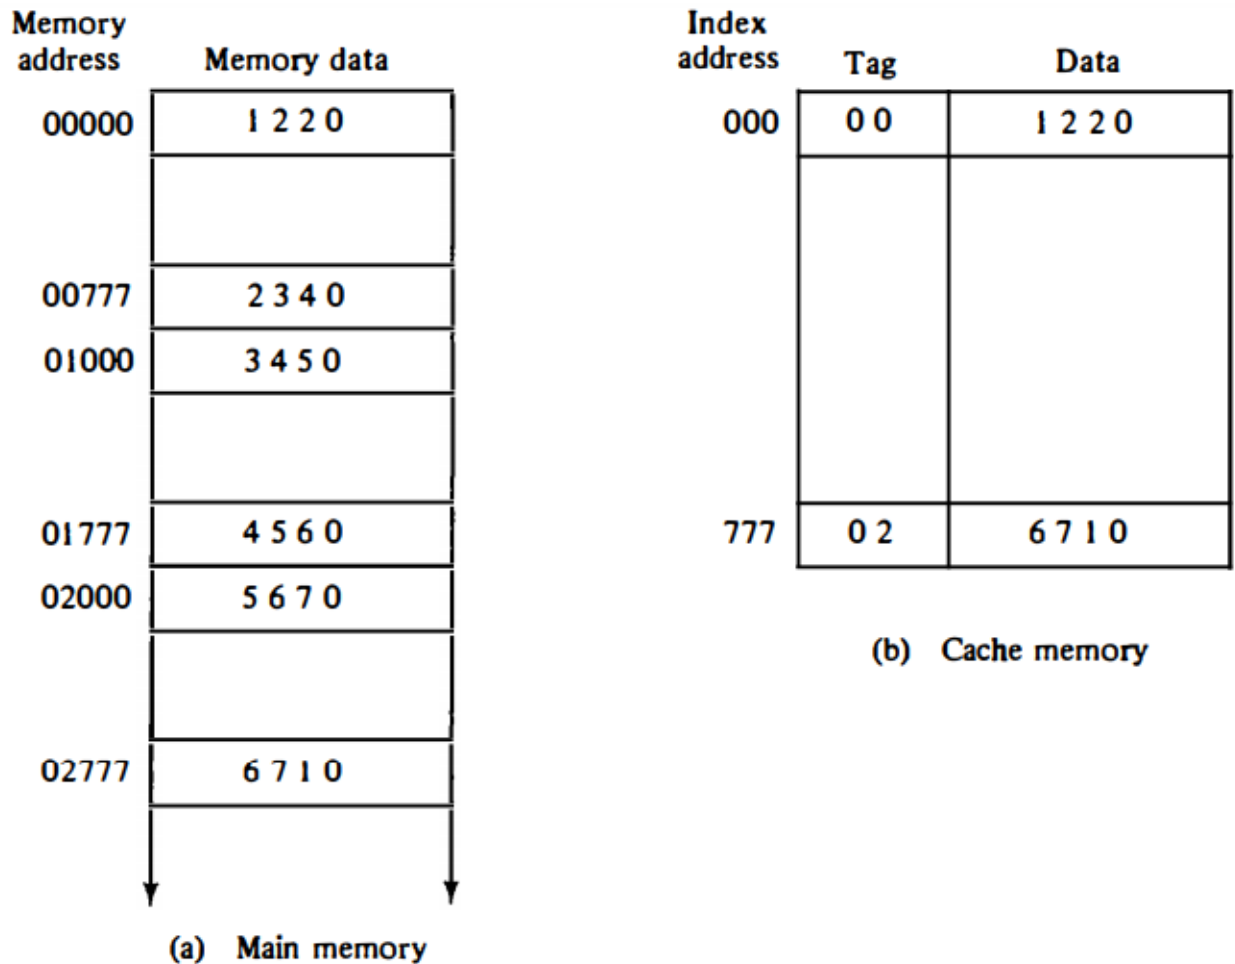 Memory
address
Memory data
00000
1 2 2 0
00777
2 3 4 0
01000
3 4 5 0
01777
4 5 6 0
02000
5 6 7 0
02777
6 7 1 0
(a) Main memory
Index
address
Tag
Data
000
0 0
1 2 2 0
777
0 2
6 7 1 0
(b) Cache memory